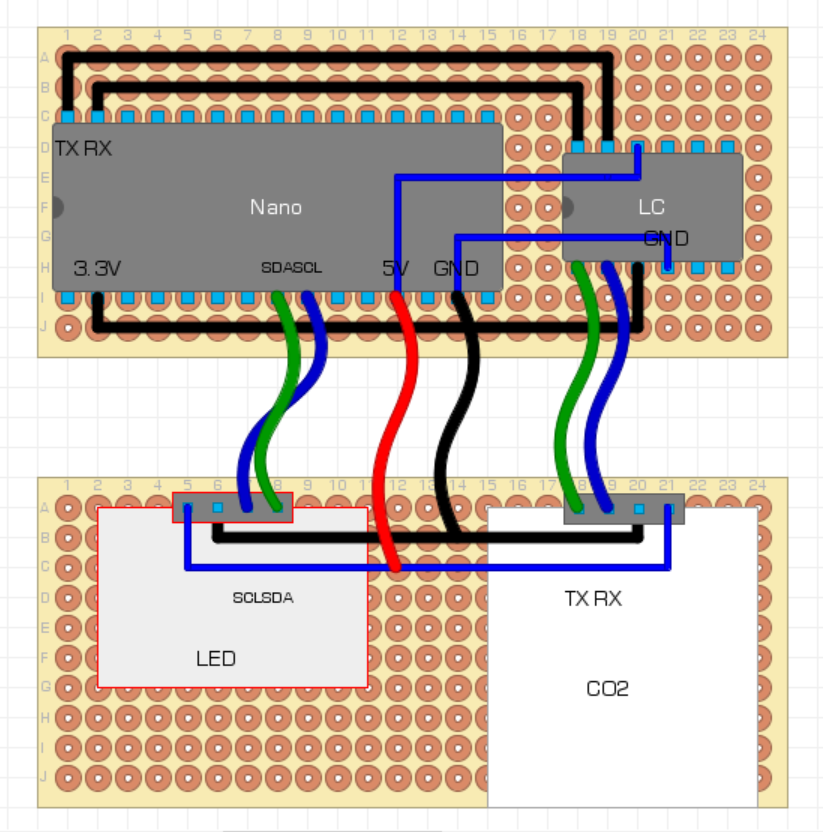 1 2 3 4 5 6 7 8 9 10 11 12 13 14 15 16 17 18 19 20 21 22 23 24
A
B
C
D TX RX
E
F Nano LC
G GND
H 3.3V SDASCL 5V GND
I
J
1 2 3 4 5 6 7 8 9 10 11 12 13 14 15 16 17 18 19 20 21 22 23 24
A
B
C
D SCLSDA TX RX
E
F LED
G CO2
H
I
J